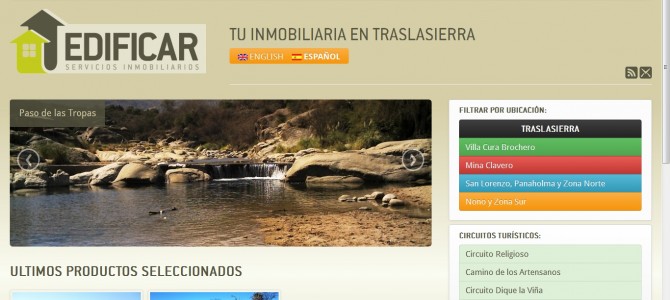 EDIFICAR
SERVICIOS INMOBILIARIOS
TU INMOBILIARIA EN TRASLASIERRA
ENGLISH ESPAÑOL
Paso de las Tropas
ULTIMOS PRODUCTOS SELECCIONADOS
FILTRAR POR UBICACIÓN:
TRASLASIERRA
Villa Cura Brochero
Mina Clavero
San Lorenzo, Panaholma y Zona Norte
Nono y Zona Sur
CIRCUITOS TURÍSTICOS:
Circuito Religioso
Camino de los Artensanos
Circuito Dique la Viña